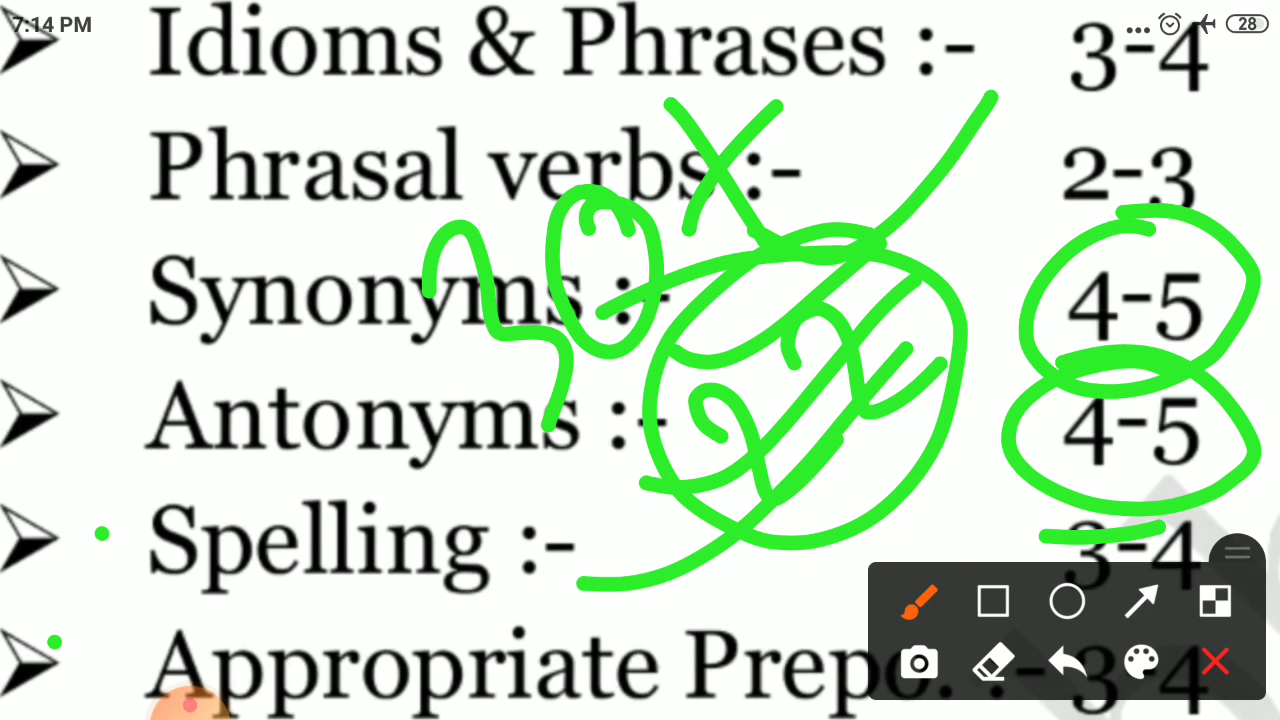 7:14 PM 28
Idioms & Phrases :- 3-4
Phrasal verbs :- 2-3
Synonyms :- 4-5
Antonyms :- 4-5
Spelling :- 3-4
Appropriate Prepo. :- 3-4